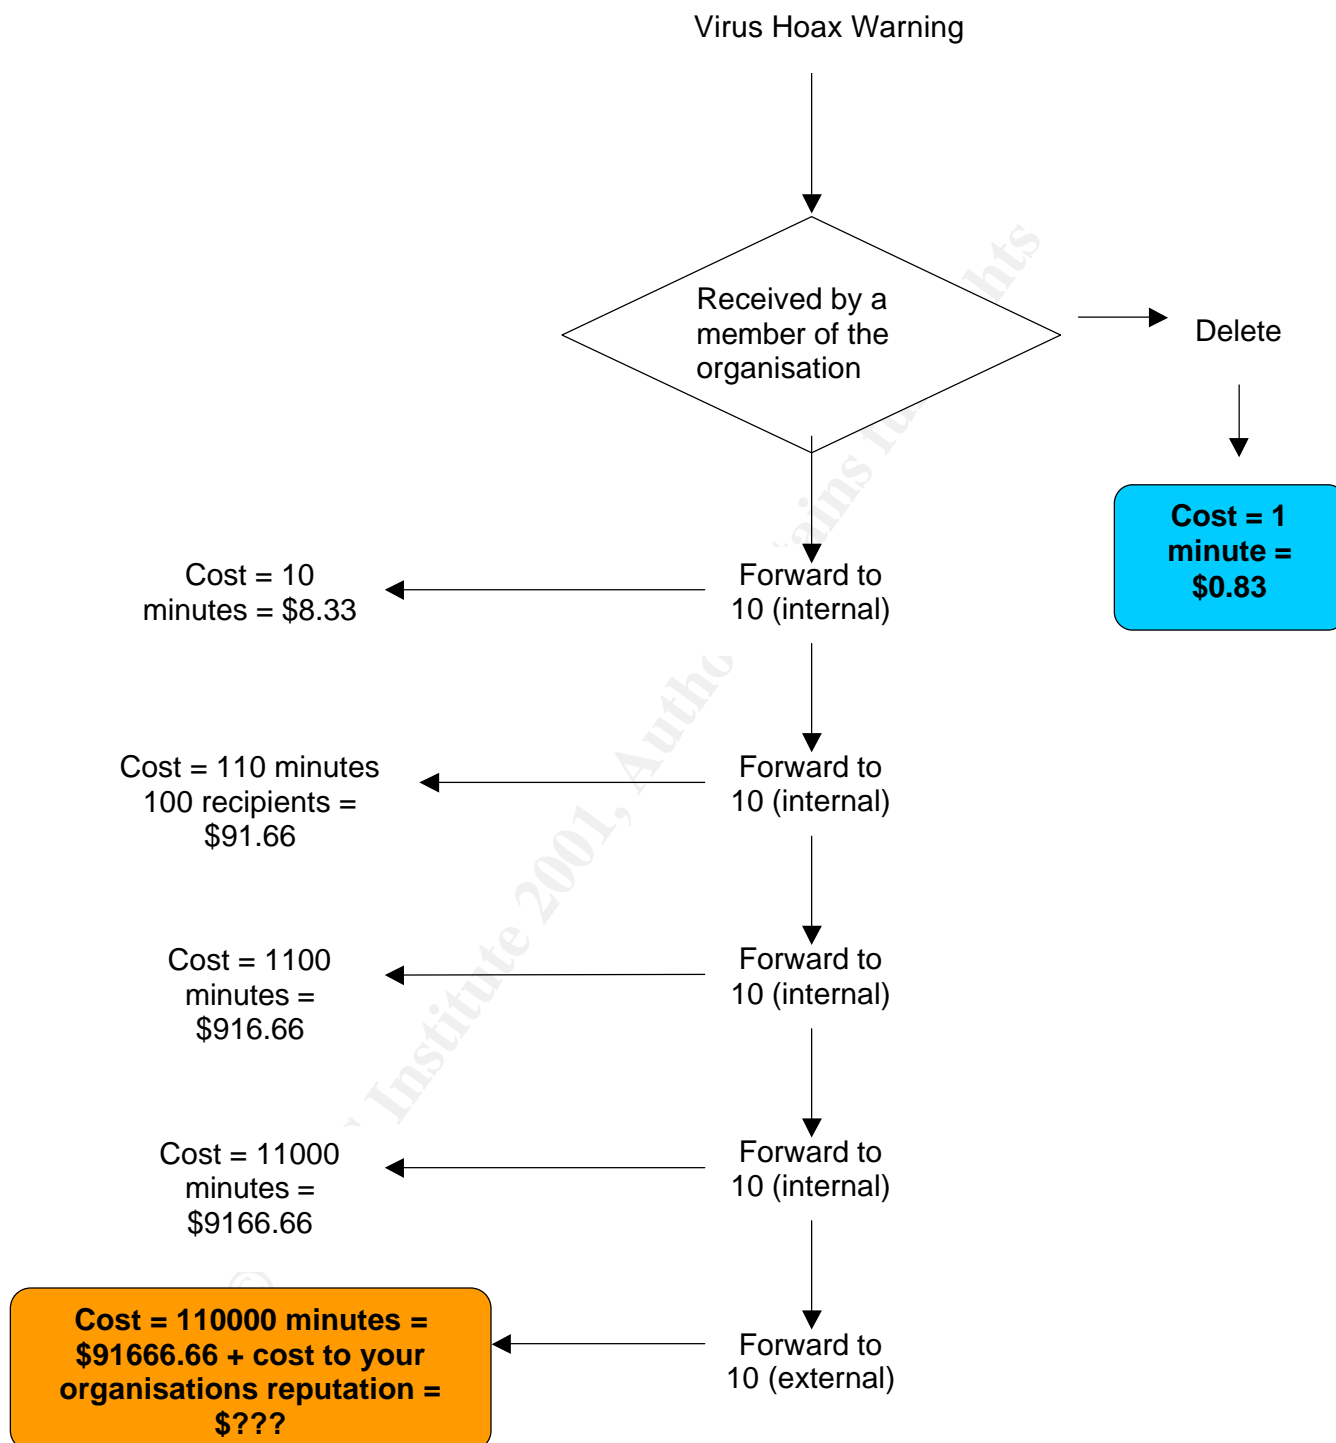 Virus Hoax Warning
Received by a
member of the
organisation
Delete
Cost = 1
minute =
$0.83
Forward to
10 (internal)
Cost = 10
minutes = $8.33
Forward to
10 (internal)
Cost = 110 minutes
100 recipients =
$91.66
Forward to
10 (internal)
Cost = 1100
minutes =
$916.66
Forward to
10 (internal)
Cost = 11000
minutes =
$9166.66
Forward to
10 (external)
Cost = 110000 minutes =
$91666.66 + cost to your
organisations reputation =
$???
© Institute 2001,